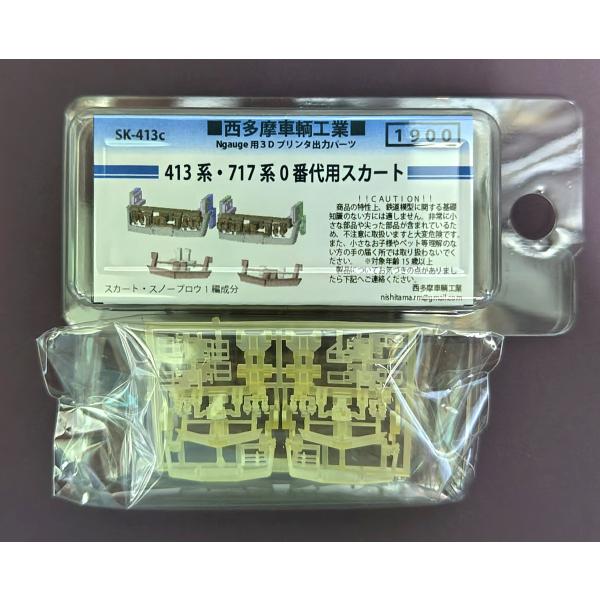 SK-413c
■西多摩車輌工業■
Ngauge用3Dプリンタ出力パーツ
1900
413系・717系0番代用スカート
!!CAUTION!!
商品の特性上、鉄道模型に関する基礎
知識のない方には適しません。非常に小
さな部品や尖った部品が含まれているた
め、不注意に取扱いますと大変危険です。
また、小さなお子様やペット等理解のな
い方の手の届く所では取り扱わないでく
ださい。 ※対象年齢15歳以上
製品についてお気づきの点がありまし
たら下記へご連絡ください。
西多摩車輌工業
nishitama.rm@gmail.com
スカート・スノープロウ1編成分